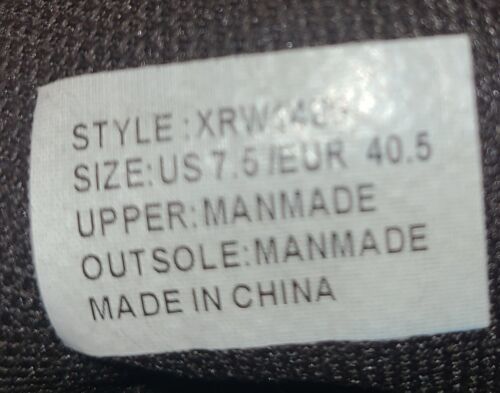 STYLE:
SIZE: US 7.5/EUR 40.5
UPPER: MANMADE
OUTSOLE: MANMADE
MADE IN CHINA